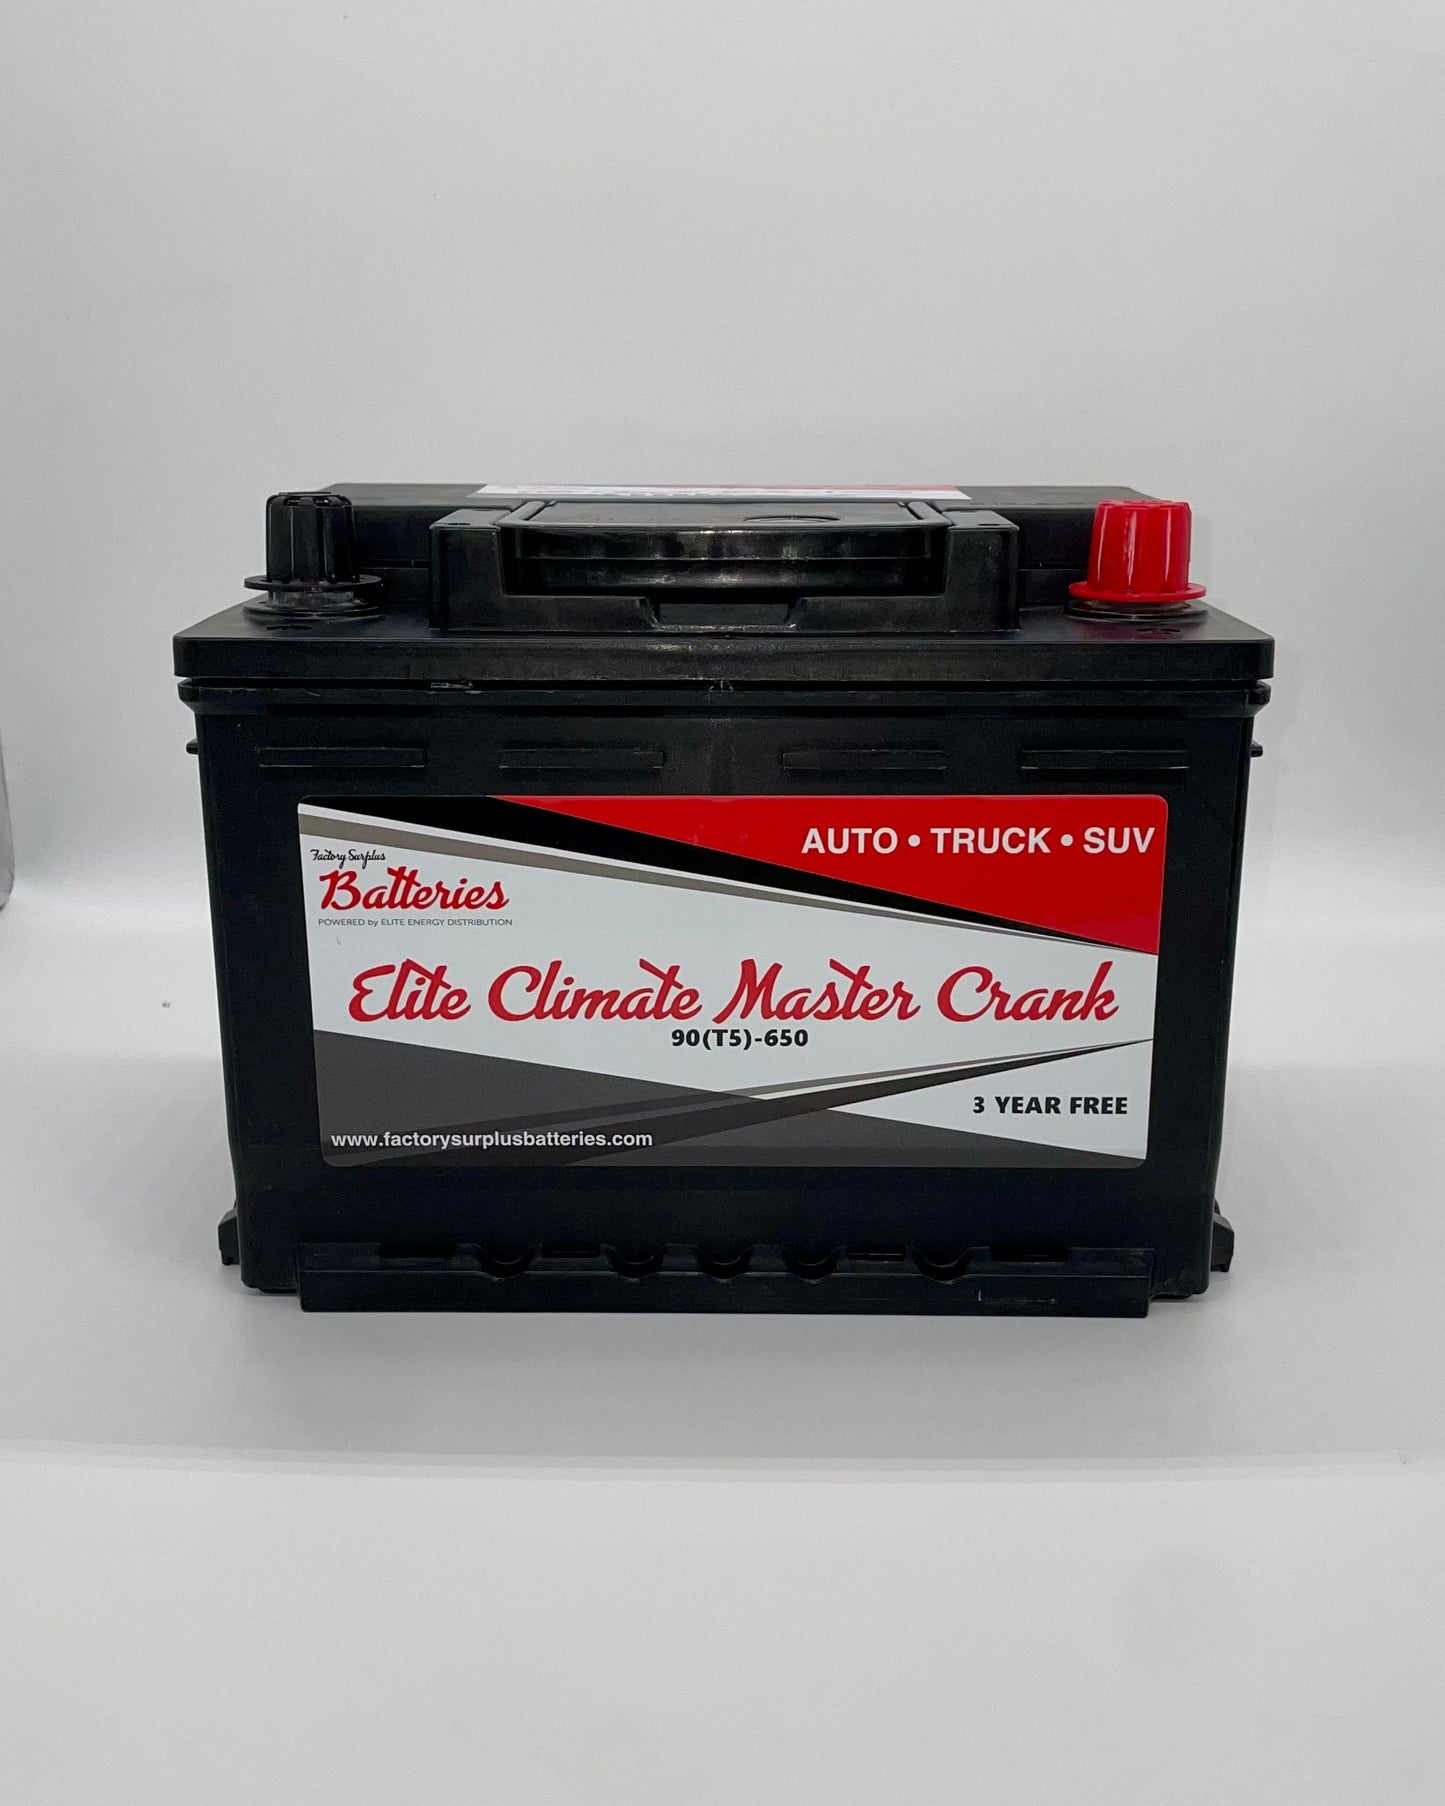 AUTO • TRUCK • SUV
Factory Surplus
Batteries
POWERED by ELITE ENERGY DISTRIBUTION
Elite Climate Master Crank
90(T5)-650
3 YEAR FREE
www.factorysurplusbatteries.com